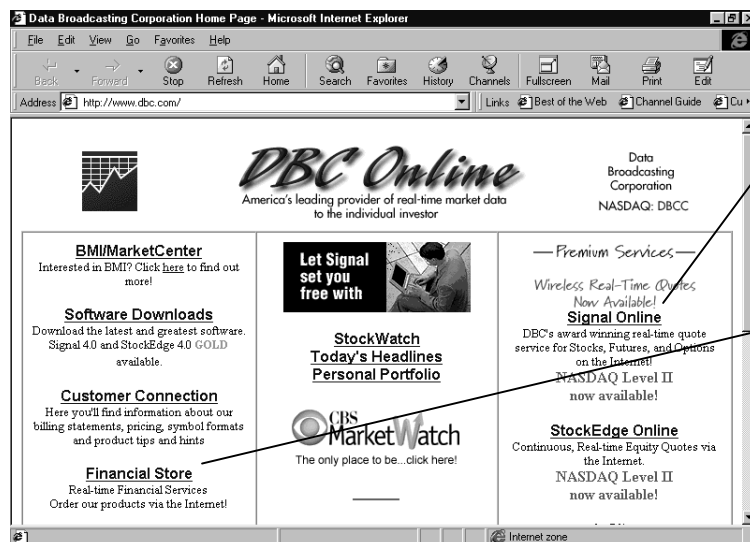 Data Broadcasting Corporation Home Page - Microsoft Internet Explorer
File Edit View Go Favorites Help
Back Forward Stop Refresh Home Search Favorites History Channels Fullscreen Mail Print Edit
Address http://www.dbc.com/ Links Best of the Web Channel Guide Cu
DBC Online
America's leading provider of real-time market data
to the individual investor
Data
Broadcasting
Corporation
NASDAQ: DBCC
BMI/MarketCenter
Interested in BMI? Click here to find out
more!
Software Downloads
Download the latest and greatest software.
Signal 4.0 and StockEdge 4.0 GOLD
available.
Customer Connection
Here you'll find information about our
billing statements, pricing, symbol formats
and product tips and hints
Financial Store
Real-time Financial Services
Order our products via the Internet!
Let Signal
set you
free with
StockWatch
Today's Headlines
Personal Portfolio
CBS
MarketWatch
The only place to be...click here!
Premium Services
Wireless Real-Time Quotes
Now Available!
Signal Online
DBC's award winning real-time quote
service for Stocks, Futures, and Options
on the Internet!
NASDAQ Level II
now available!
StockEdge Online
Continuous, Real-time Equity Quotes via
the Internet.
NASDAQ Level II
now available!
Internet zone